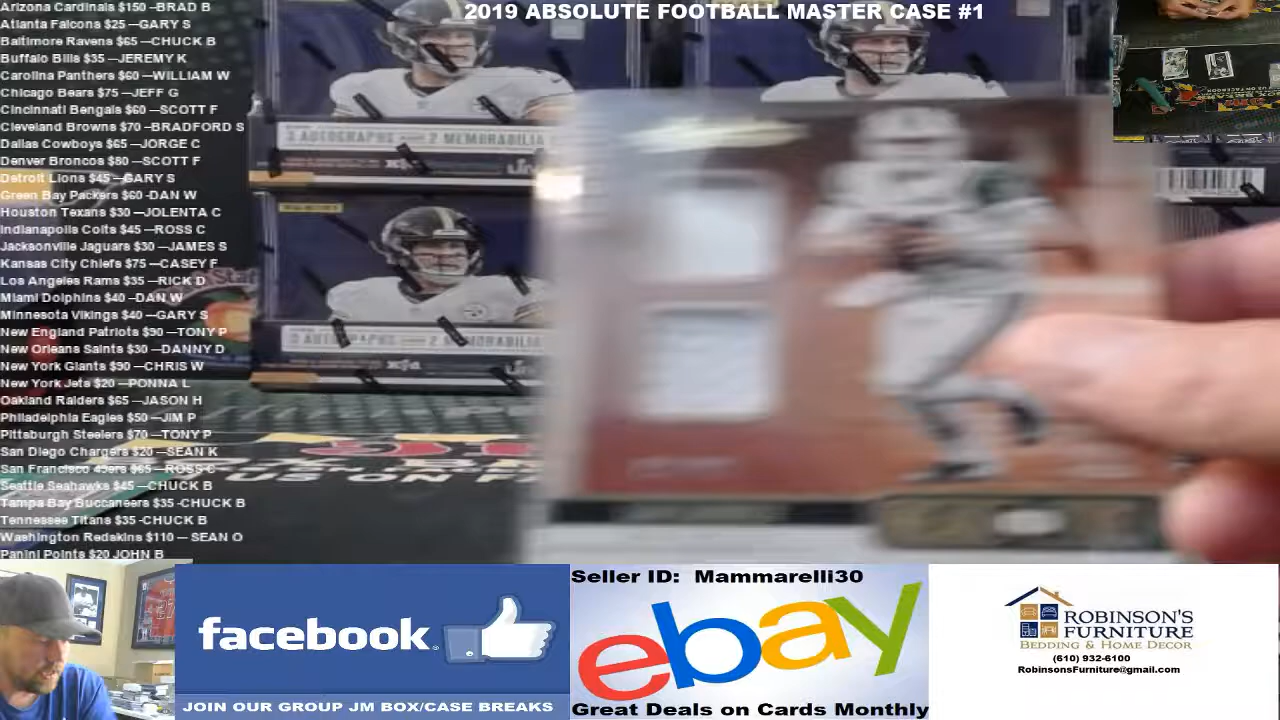 2019 ABSOLUTE FOOTBALL MASTER CASE #1
Arizona Cardinals $150 --BRAD B
Atlanta Falcons $25 --GARY S
Baltimore Ravens $65 --CHUCK B
Buffalo Bills $35 --JEREMY K
Carolina Panthers $60 --WILLIAM W
Chicago Bears $75 --JEFF G
Cincinnati Bengals $60 --SCOTT F
Cleveland Browns $70 --BRADFORD S
Dallas Cowboys $65 --JORGE C
Denver Broncos $80 --SCOTT F
Detroit Lions $45 --GARY S
Green Bay Packers $60 -DAN W
Houston Texans $30 --JOLENTA C
Indianapolis Colts $45 --ROSS C
Jacksonville Jaguars $30 --JAMES S
Kansas City Chiefs $75 --CASEY F
Los Angeles Rams $35 --RICK D
Miami Dolphins $40 --DAN W
Minnesota Vikings $40 --GARY S
New England Patriots $90 --TONY P
New Orleans Saints $30 --DANNY D
New York Giants $90 --CHRIS W
New York Jets $20 --PONNA L
Oakland Raiders $65 --JASON H
Philadelphia Eagles $50 --JIM P
Pittsburgh Steelers $70 --TONY P
San Diego Chargers $20 --SEAN K
San Francisco 49ers $65 --ROSS C
Seattle Seahawks $45 --CHUCK B
Tampa Bay Buccaneers $35 -CHUCK B
Tennessee Titans $35 -CHUCK B
Washington Redskins $110 -- SEAN O
Panini Points $20 JOHN B
3 AUTOGRAPHS 2 MEMORABILIA
facebook.
JOIN OUR GROUP JM BOX/CASE BREAKS
Seller ID: Mammarelli30
ebay
Great Deals on Cards Monthly
ROBINSON'S
FURNITURE
BEDDING & HOME DECOR
(610) 932-6100
RobinsonsFurniture@gmail.com